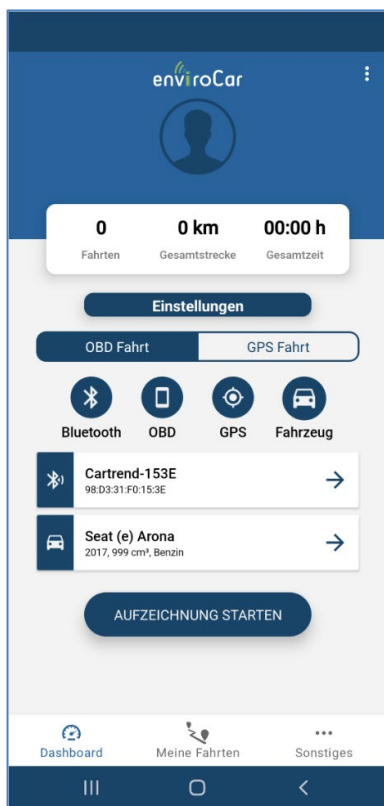 enviroCar
0 0 km 00:00 h
Fahrten Gesamtstrecke Gesamtzeit
Einstellungen
OBD Fahrt GPS Fahrt
Bluetooth OBD GPS Fahrzeug
Cartrend-153E
98:D3:31:F0:15:3E
Seat (e) Arona
2017, 999 cm³, Benzin
AUFZEICHNUNG STARTEN
Dashboard Meine Fahrten Sonstiges